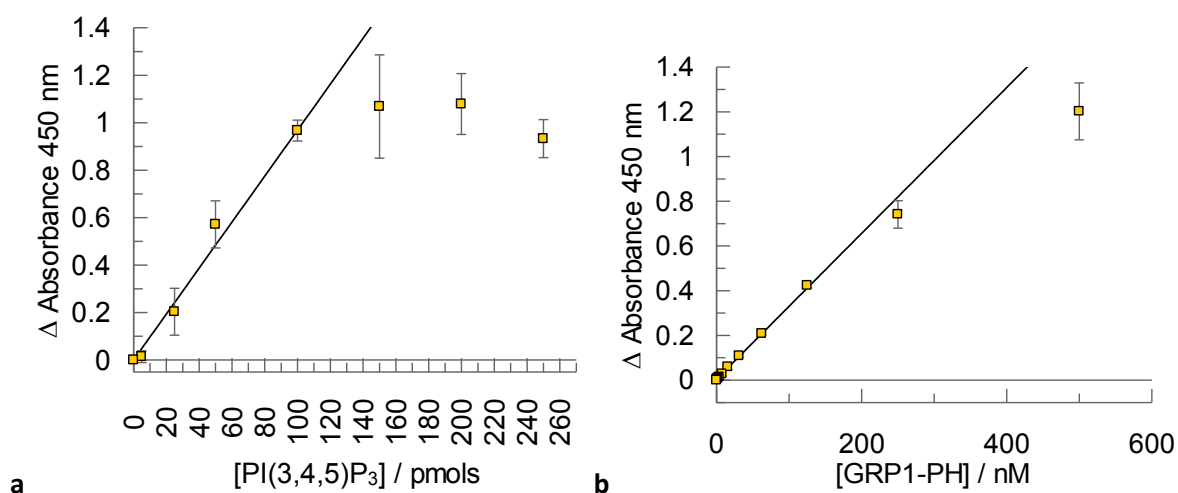 1.4
1.2
1
0.8
0.6
0.4
0.2
0
Δ Absorbance 450 nm
0 20 40 60 80 100 120 140 160 180 200 220 240 260
[PI(3,4,5)P₃] / pmols
a
1.4
1.2
1
0.8
0.6
0.4
0.2
0
Δ Absorbance 450 nm
0 200 400 600
[GRP1-PH] / nM
b